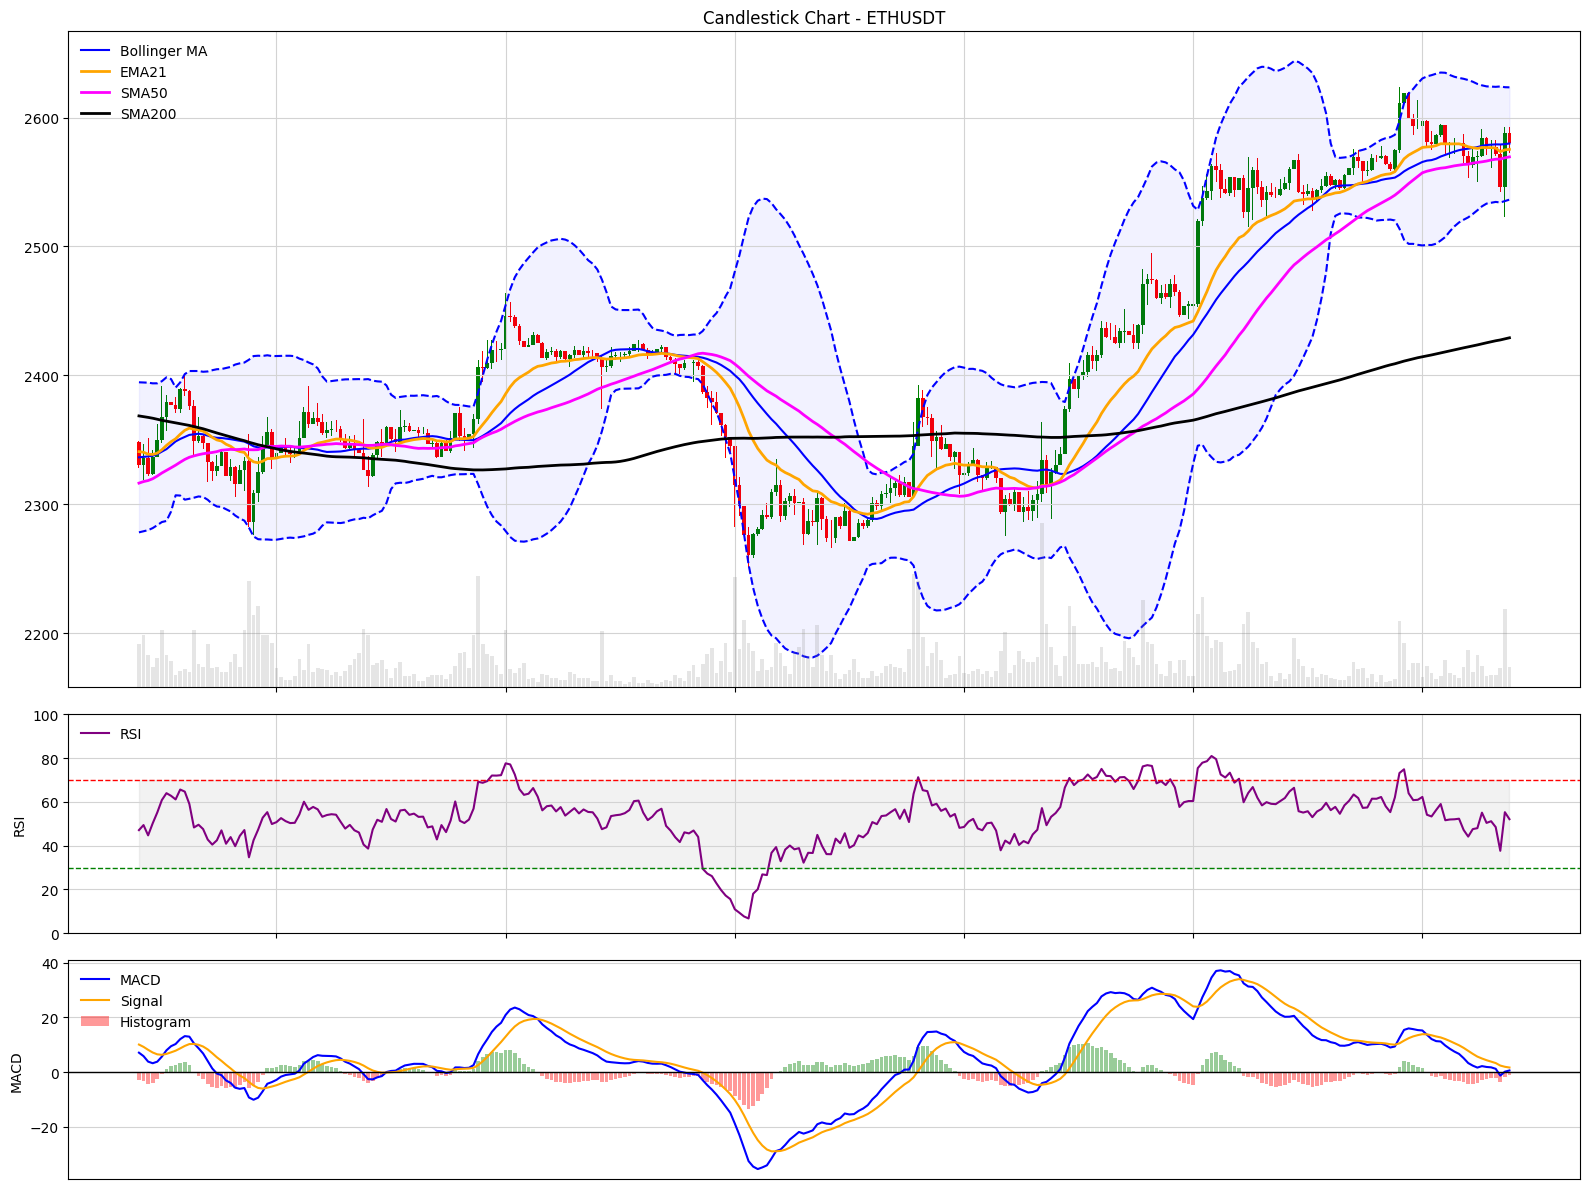 Candlestick Chart - ETHUSDT
Bollinger MA
EMA21
SMA50
SMA200
2600
2500
2400
2300
2200
100
80
60
40
20
0
RSI
RSI
40
20
0
−20
MACD
MACD
Signal
Histogram